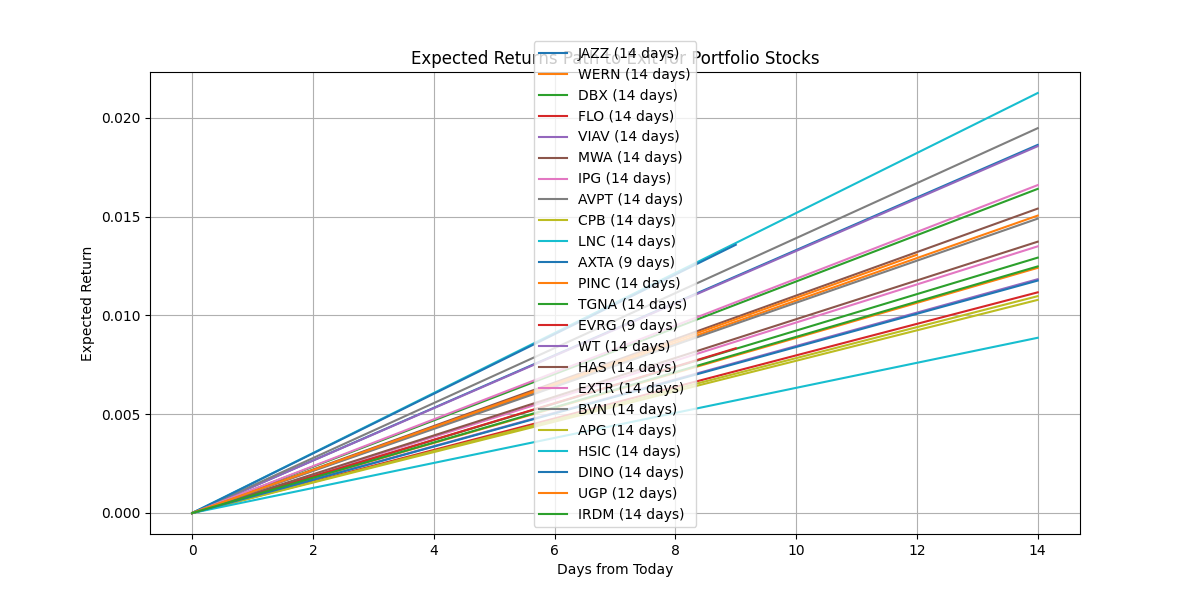 Expected Returns Path to Exit for Portfolio Stocks
JAZZ (14 days)
WERN (14 days)
DBX (14 days)
FLO (14 days)
VIAV (14 days)
MWA (14 days)
IPG (14 days)
AVPT (14 days)
CPB (14 days)
LNC (14 days)
AXTA (9 days)
PINC (14 days)
TGNA (14 days)
EVRG (9 days)
WT (14 days)
HAS (14 days)
EXTR (14 days)
BVN (14 days)
APG (14 days)
HSIC (14 days)
DINO (14 days)
UGP (12 days)
IRDM (14 days)
Expected Return
0.020
0.015
0.010
0.005
0.000
0 2 4 6 8 10 12 14
Days from Today